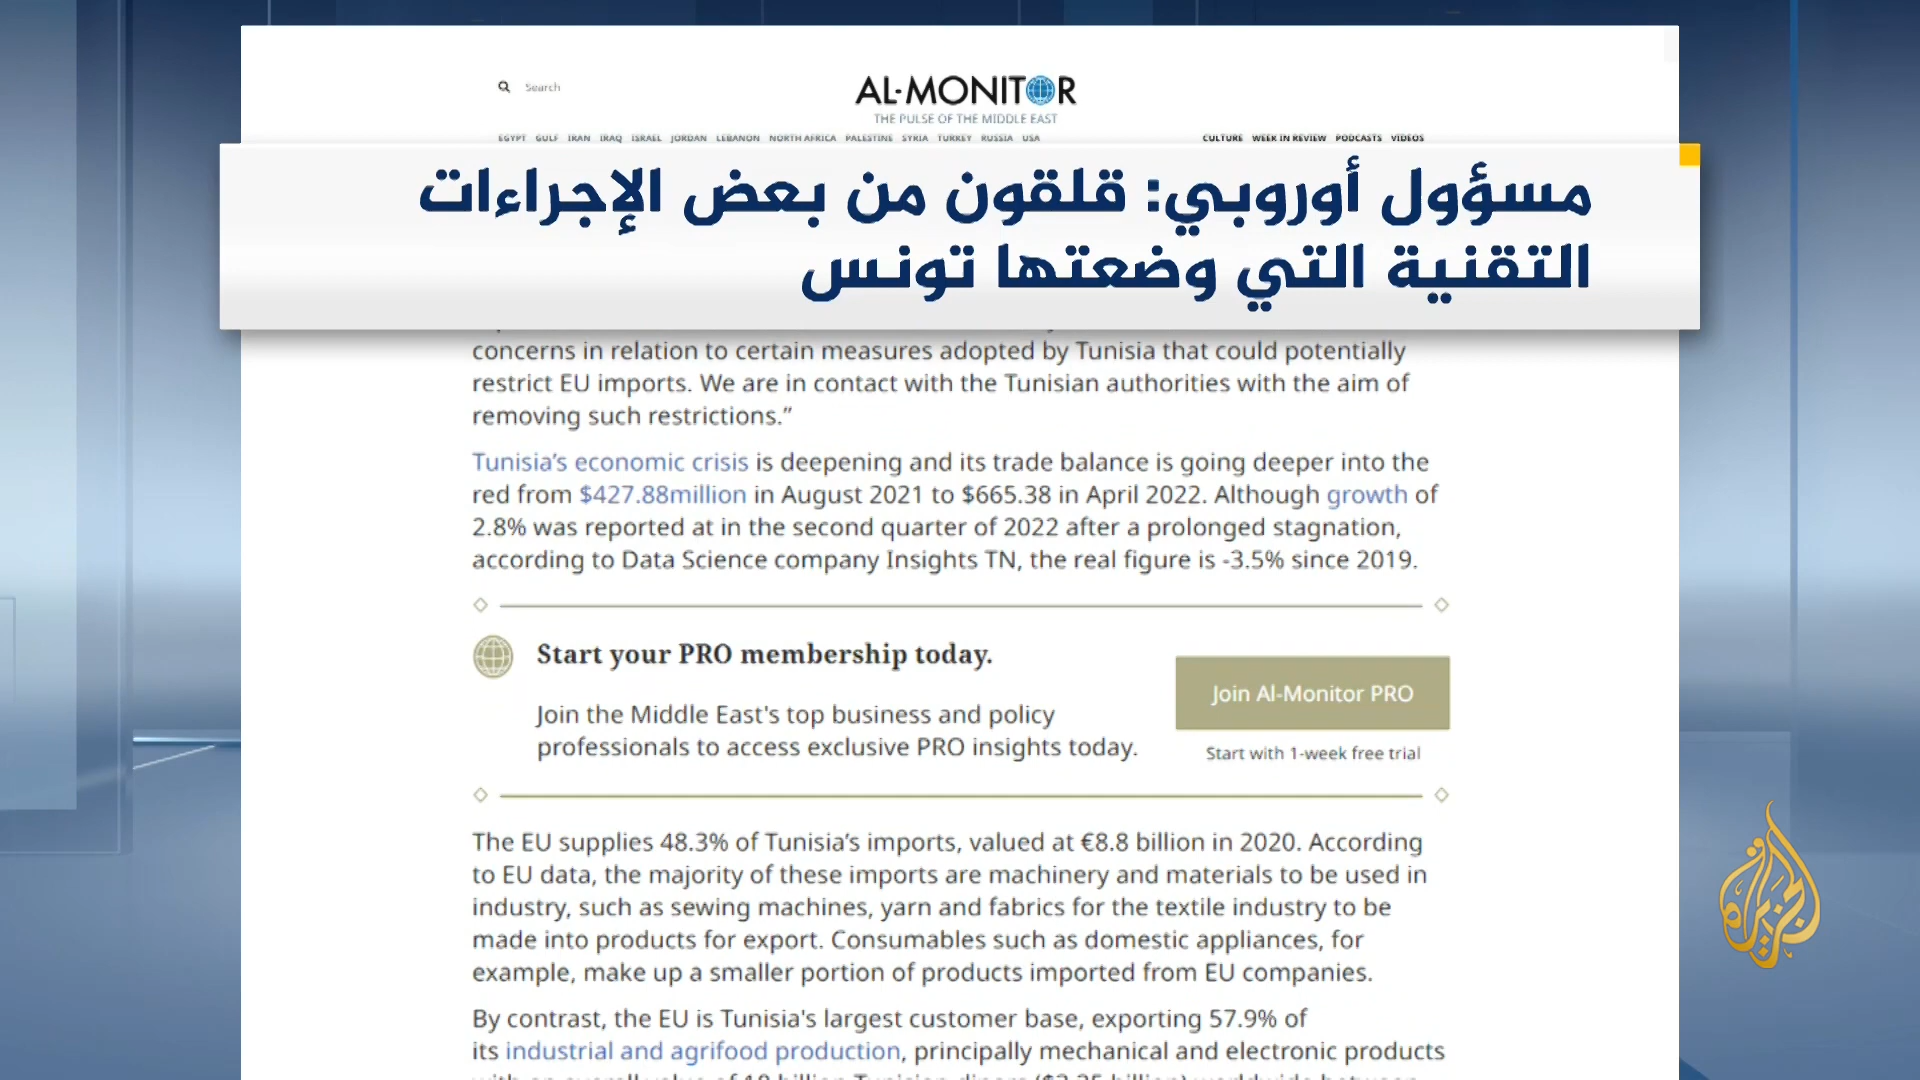 Search
AL-MONITOR
THE PULSE OF THE MIDDLE EAST
EGYPT GULF IRAN IRAQ ISRAEL JORDAN LEBANON NORTH AFRICA PALESTINE SYRIA TURKEY RUSSIA USA CULTURE WEEK IN REVIEW PODCASTS VIDEOS
مسؤول أوروبي: قلقون من بعض الإجراءات
التقنية التي وضعتها تونس
concerns in relation to certain measures adopted by Tunisia that could potentially
restrict EU imports. We are in contact with the Tunisian authorities with the aim of
removing such restrictions.”
Tunisia’s economic crisis is deepening and its trade balance is going deeper into the
red from $427.88million in August 2021 to $665.38 in April 2022. Although growth of
2.8% was reported at in the second quarter of 2022 after a prolonged stagnation,
according to Data Science company Insights TN, the real figure is -3.5% since 2019.
Start your PRO membership today.
Join the Middle East's top business and policy
professionals to access exclusive PRO insights today.
Join Al-Monitor PRO
Start with 1-week free trial
The EU supplies 48.3% of Tunisia’s imports, valued at €8.8 billion in 2020. According
to EU data, the majority of these imports are machinery and materials to be used in
industry, such as sewing machines, yarn and fabrics for the textile industry to be
made into products for export. Consumables such as domestic appliances, for
example, make up a smaller portion of products imported from EU companies.
By contrast, the EU is Tunisia's largest customer base, exporting 57.9% of
its industrial and agrifood production, principally mechanical and electronic products
الجزيرة